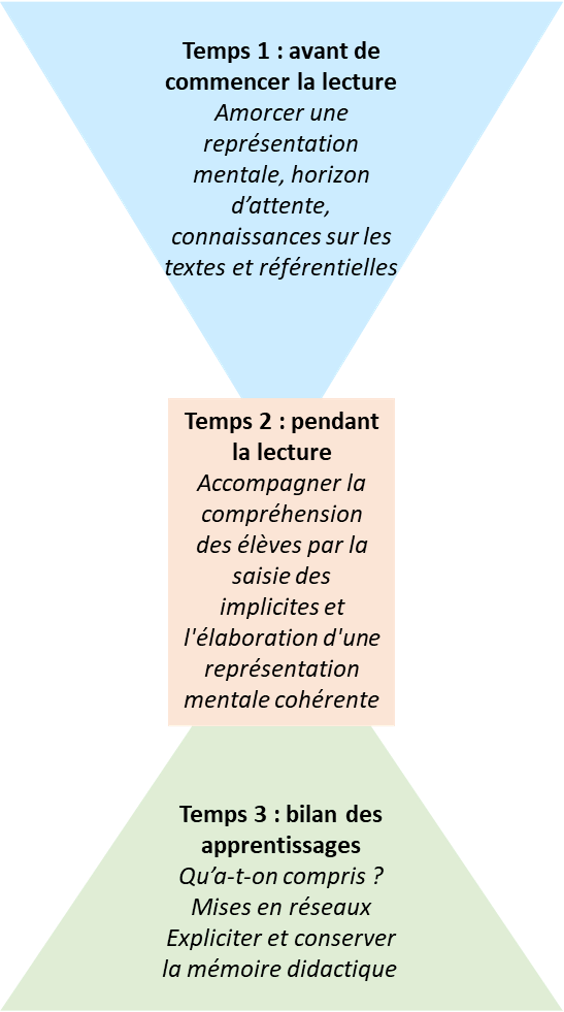 Temps 1 : avant de
commencer la lecture
Amorcer une
représentation
mentale, horizon
d’attente,
connaissances sur les
textes et référentielles
Temps 2 : pendant
la lecture
Accompagner la
compréhension
des élèves par la
saisie des
implicites et
l'élaboration d'une
représentation
mentale cohérente
Temps 3 : bilan des
apprentissages
Qu’a-t-on compris ?
Mises en réseaux
Expliciter et conserver
la mémoire didactique